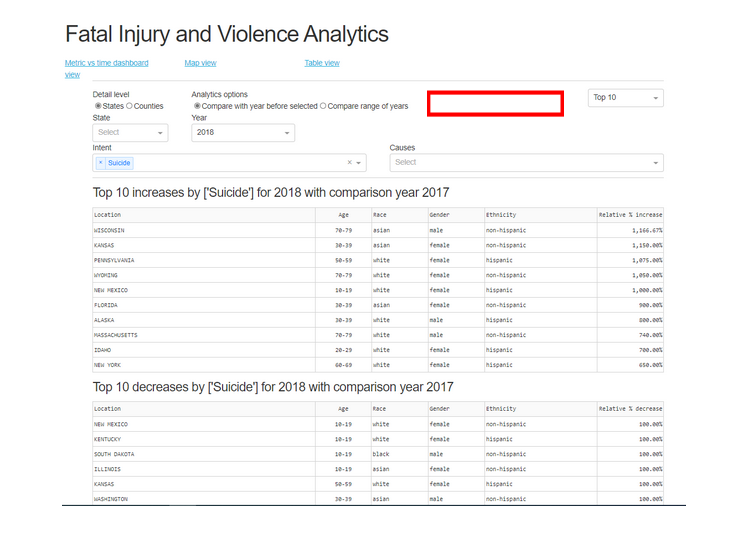 Fatal Injury and Violence Analytics
Metric vs time dashboard view
Map view
Table view
Detail level
States Counties
Analytics options
Compare with year before selected Compare range of years
Top 10
State
Select
Year
2018
Intent
× Suicide ×
Causes
Select
Top 10 increases by ['Suicide'] for 2018 with comparison year 2017
Location Age Race Gender Ethnicity Relative % increase
WISCONSIN 70-79 asian male non-hispanic 1,166.67%
KANSAS 30-39 asian female non-hispanic 1,150.00%
PENNSYLVANIA 50-59 white female hispanic 1,075.00%
WYOMING 70-79 white female non-hispanic 1,050.00%
NEW MEXICO 10-19 white female hispanic 1,000.00%
FLORIDA 30-39 asian female non-hispanic 900.00%
ALASKA 30-39 white male hispanic 800.00%
MASSACHUSETTS 70-79 white male non-hispanic 740.00%
IDAHO 20-29 white female hispanic 700.00%
NEW YORK 60-69 white female hispanic 650.00%
Top 10 decreases by ['Suicide'] for 2018 with comparison year 2017
Location Age Race Gender Ethnicity Relative % decrease
NEW MEXICO 10-19 white female non-hispanic 100.00%
KENTUCKY 10-19 white female hispanic 100.00%
SOUTH DAKOTA 10-19 black male non-hispanic 100.00%
ILLINOIS 10-19 asian female non-hispanic 100.00%
KANSAS 50-59 white female hispanic 100.00%
WASHINGTON 30-39 asian male non-hispanic 100.00%